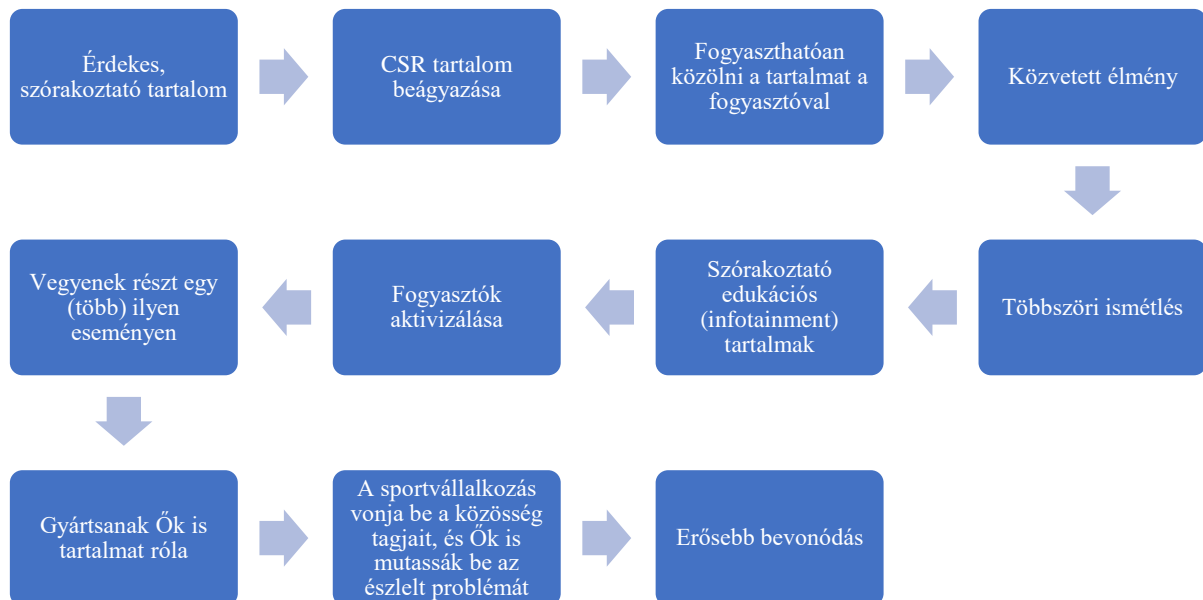 Érdekes,
szórakoztató tartalom
CSR tartalom
beágyazása
Fogyaszthatóan
közölni a tartalmat a
fogyasztóval
Közvetett élmény
Többszöri ismétlés
Szórakoztató
edukációs
(infotainment)
tartalmak
Fogyasztók
aktivizálása
Vegyenek részt egy
(több) ilyen
eseményen
Gyártsanak Ők is
tartalmat róla
A sportvállalkozás
vonja be a közösség
tagjait, és Ők is
mutassák be az
észlelt problémát
Erősebb bevonódás